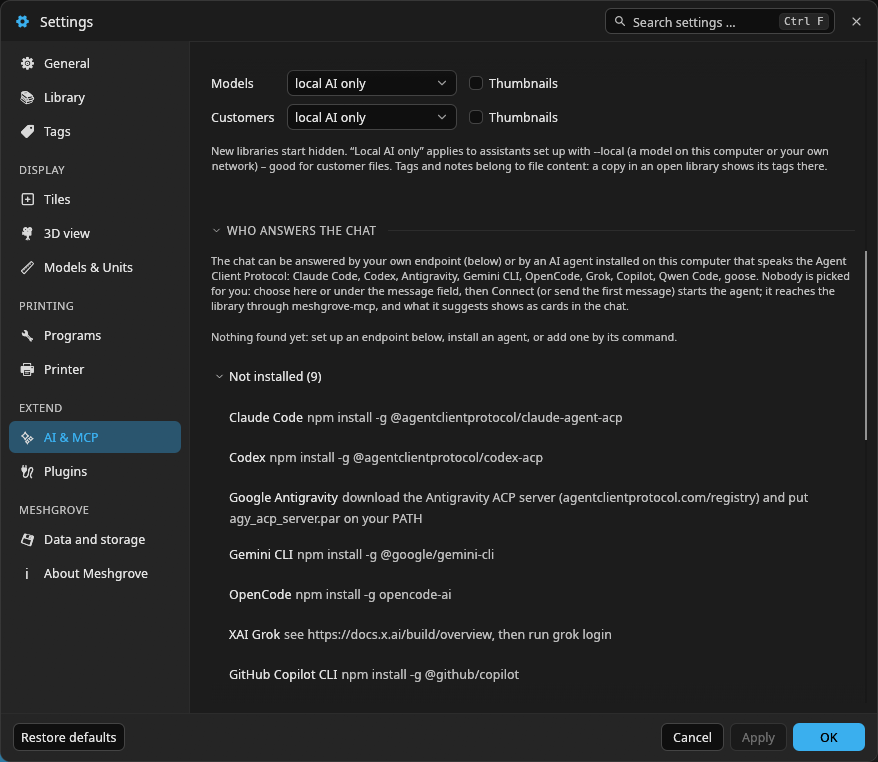 Settings
Search settings ...
Ctrl F
General
Library
Tags
DISPLAY
Tiles
3D view
Models & Units
PRINTING
Programs
Printer
EXTEND
AI & MCP
Plugins
MESHGROVE
Data and storage
About Meshgrove
Models
local AI only
Thumbnails
Customers
local AI only
Thumbnails
New libraries start hidden. “Local AI only” applies to assistants set up with --local (a model on this computer or your own
network) – good for customer files. Tags and notes belong to file content: a copy in an open library shows its tags there.
WHO ANSWERS THE CHAT
The chat can be answered by your own endpoint (below) or by an AI agent installed on this computer that speaks the Agent
Client Protocol: Claude Code, Codex, Antigravity, Gemini CLI, OpenCode, Grok, Copilot, Qwen Code, goose. Nobody is picked
for you: choose here or under the message field, then Connect (or send the first message) starts the agent; it reaches the
library through meshgrove-mcp, and what it suggests shows as cards in the chat.
Nothing found yet: set up an endpoint below, install an agent, or add one by its command.
Not installed (9)
Claude Code npm install -g @agentclientprotocol/claude-agent-acp
Codex npm install -g @agentclientprotocol/codex-acp
Google Antigravity download the Antigravity ACP server (agentclientprotocol.com/registry) and put
agy_acp_server.par on your PATH
Gemini CLI npm install -g @google/gemini-cli
OpenCode npm install -g opencode-ai
XAI Grok see https://docs.x.ai/build/overview, then run grok login
GitHub Copilot CLI npm install -g @github/copilot
Restore defaults
Cancel
Apply
OK